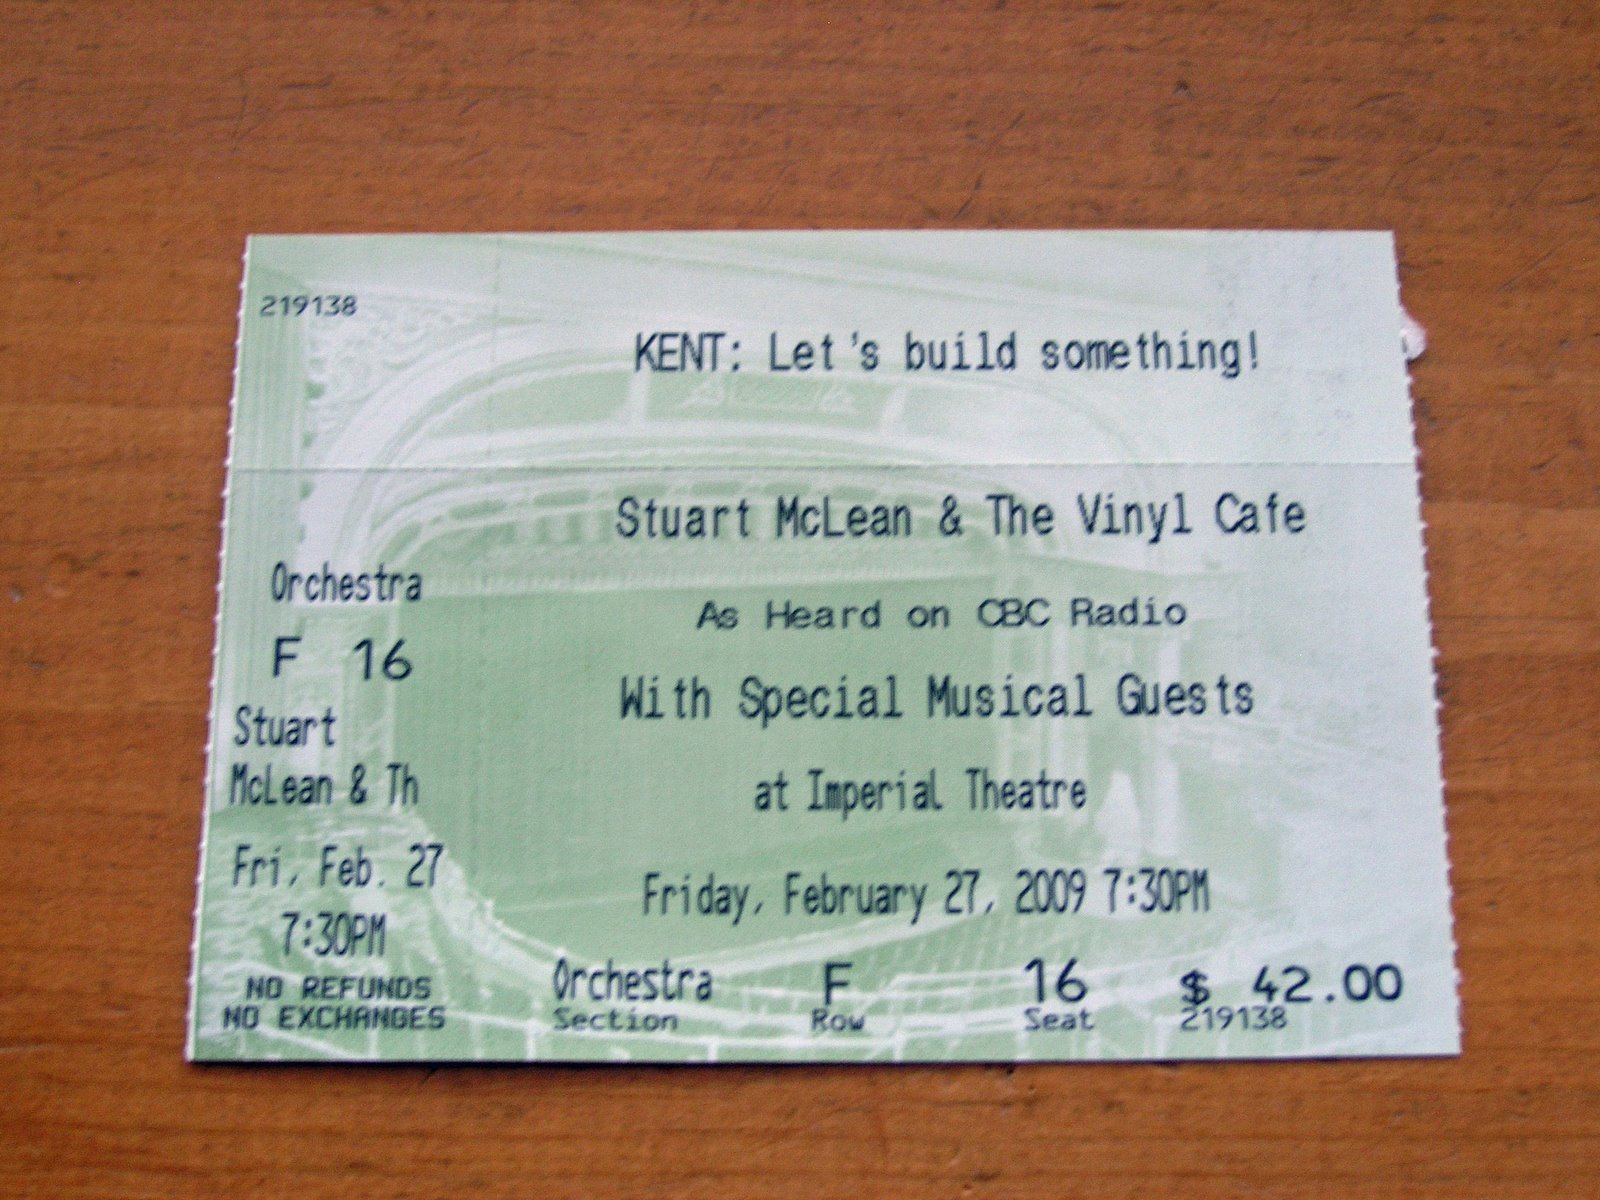 219138
KENT: Let's build something!
Stuart McLean & The Vinyl Cafe
As Heard on CBC Radio
With Special Musical Guests
at Imperial Theatre
Friday, February 27, 2009 7:30PM
Orchestra F 16 $ 42.00
Section Row Seat 219138
Orchestra
F 16
Stuart
McLean & Th
Fri, Feb. 27
7:30PM
NO REFUNDS
NO EXCHANGES